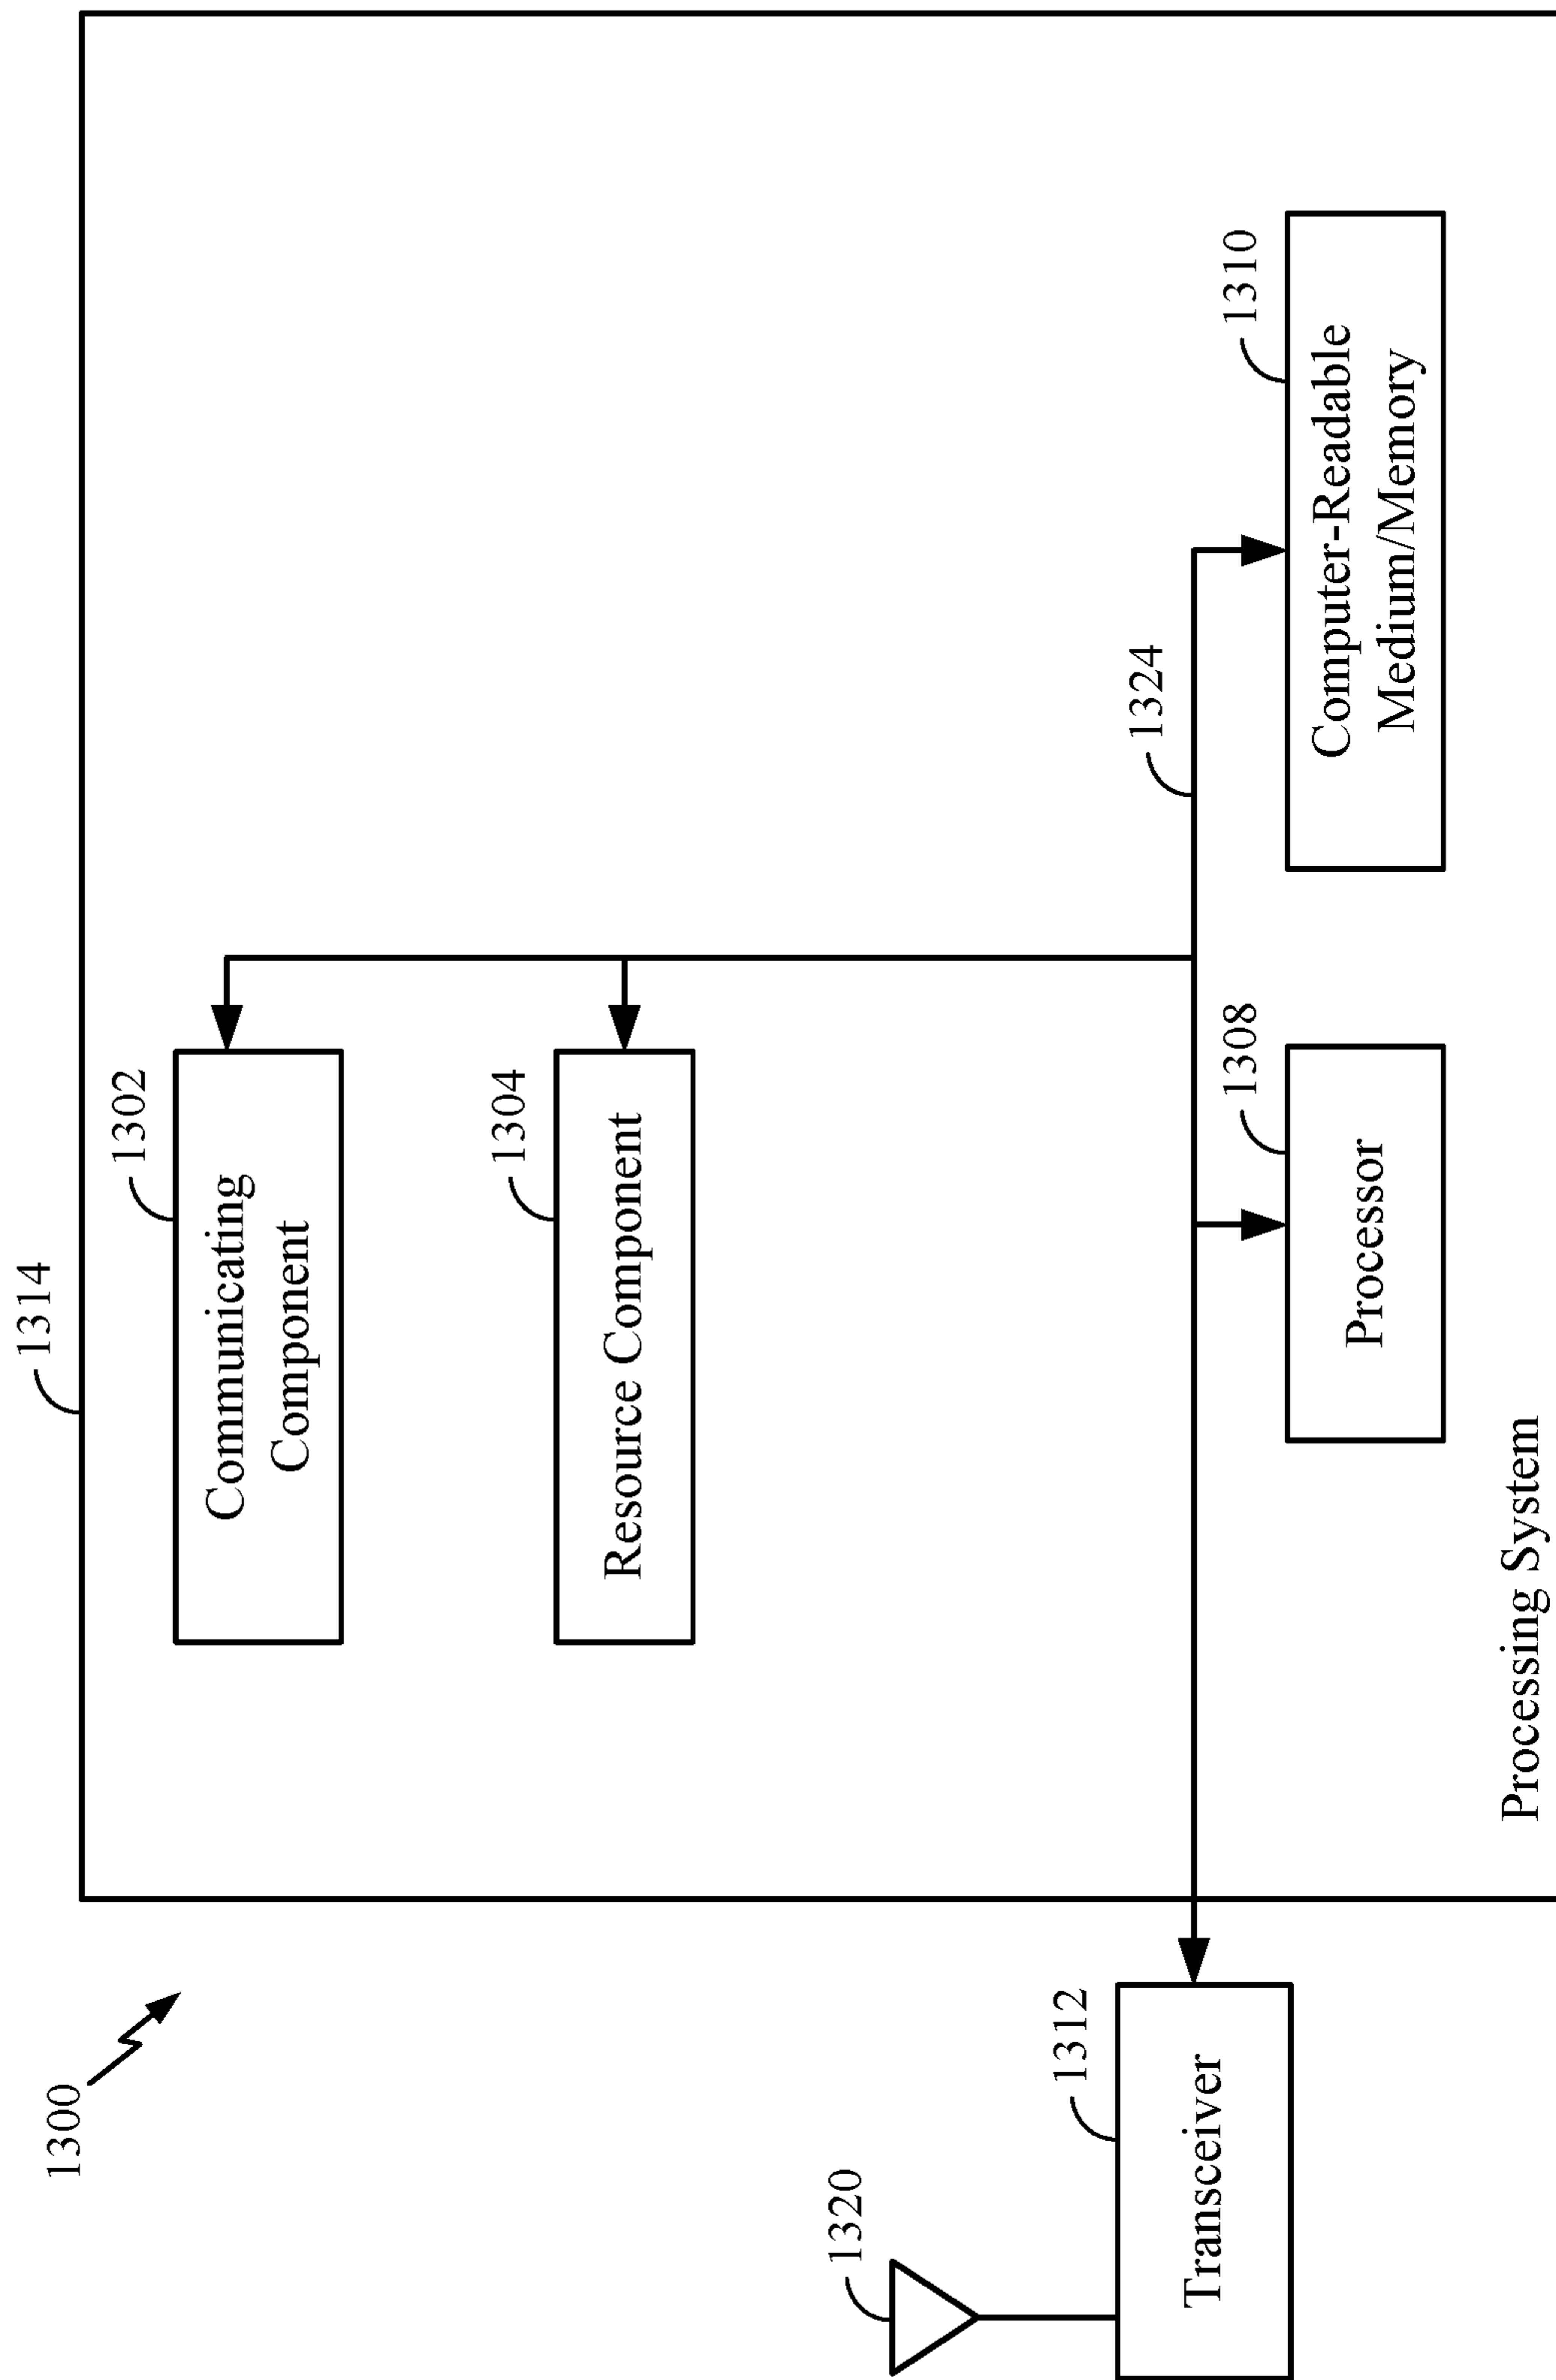 1300
1314
1302
Communicating
Component
1304
Resource Component
1320
1312
Transceiver
1324
1308
Processor
1310
Computer-Readable
Medium/Memory
Processing System